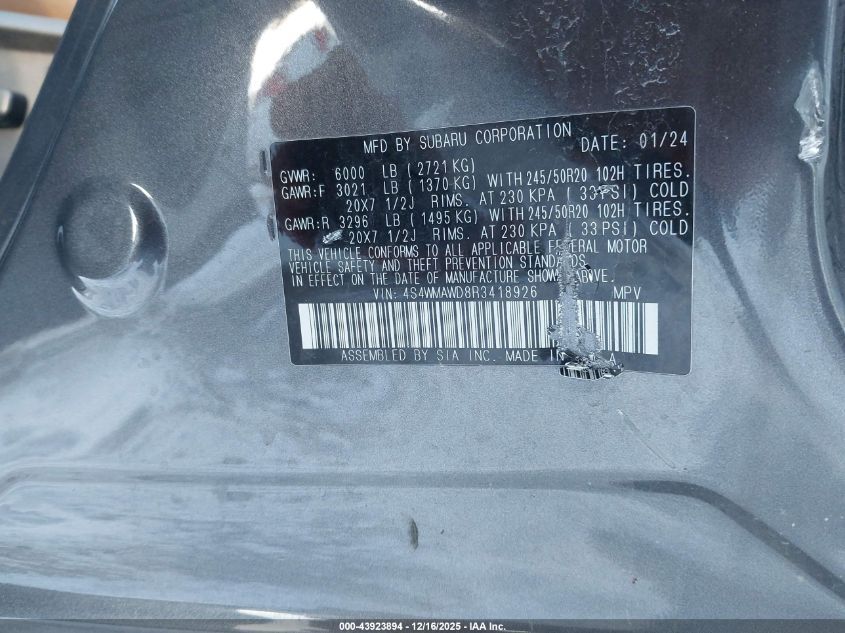 MFD BY SUBARU CORPORATION DATE: 01/24
GVWR: 6000 LB ( 2721 KG)
GAWR:F 3021 LB ( 1370 KG) WITH 245/50R20 102H TIRES.
20X7 1/2J RIMS. AT 230 KPA ( 33 PSI) COLD
GAWR:R 3296 LB ( 1495 KG) WITH 245/50R20 102H TIRES.
20X7 1/2J RIMS. AT 230 KPA ( 33 PSI) COLD
THIS VEHICLE CONFORMS TO ALL APPLICABLE FEDERAL MOTOR
VEHICLE SAFETY AND THEFT PREVENTION STANDARDS
IN EFFECT ON THE DATE OF MANUFACTURE SHOWN ABOVE.
VIN: 4S4WMAWD8R3418926 MPV
ASSEMBLED BY SIA INC. MADE IN A
000-43923894 - 12/16/2025 - IAA Inc.